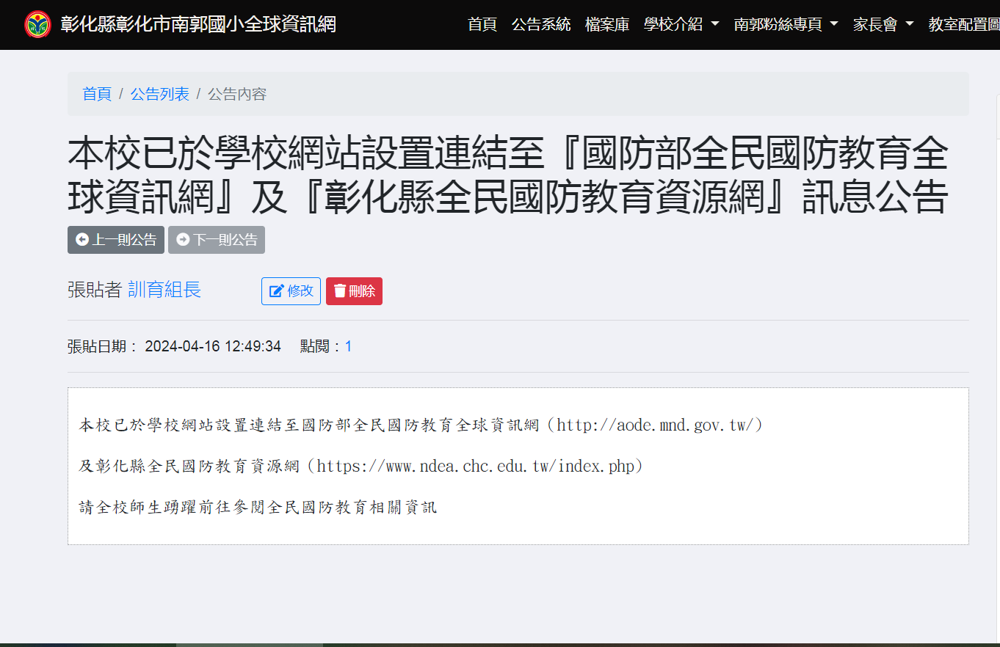 彰化縣彰化市南郭國小全球資訊網
首頁 公告系統 檔案庫 學校介紹 南郭粉絲專頁 家長會 教室配置圖
首頁 / 公告列表 / 公告內容
本校已於學校網站設置連結至『國防部全民國防教育全
球資訊網』及『彰化縣全民國防教育資源網』訊息公告
上一則公告 下一則公告
張貼者 訓育組長 修改 刪除
張貼日期： 2024-04-16 12:49:34 點閱：1
本校已於學校網站設置連結至國防部全民國防教育全球資訊網（http://aode.mnd.gov.tw/）
及彰化縣全民國防教育資源網（https://www.ndea.chc.edu.tw/index.php）
請全校師生踴躍前往參閱全民國防教育相關資訊